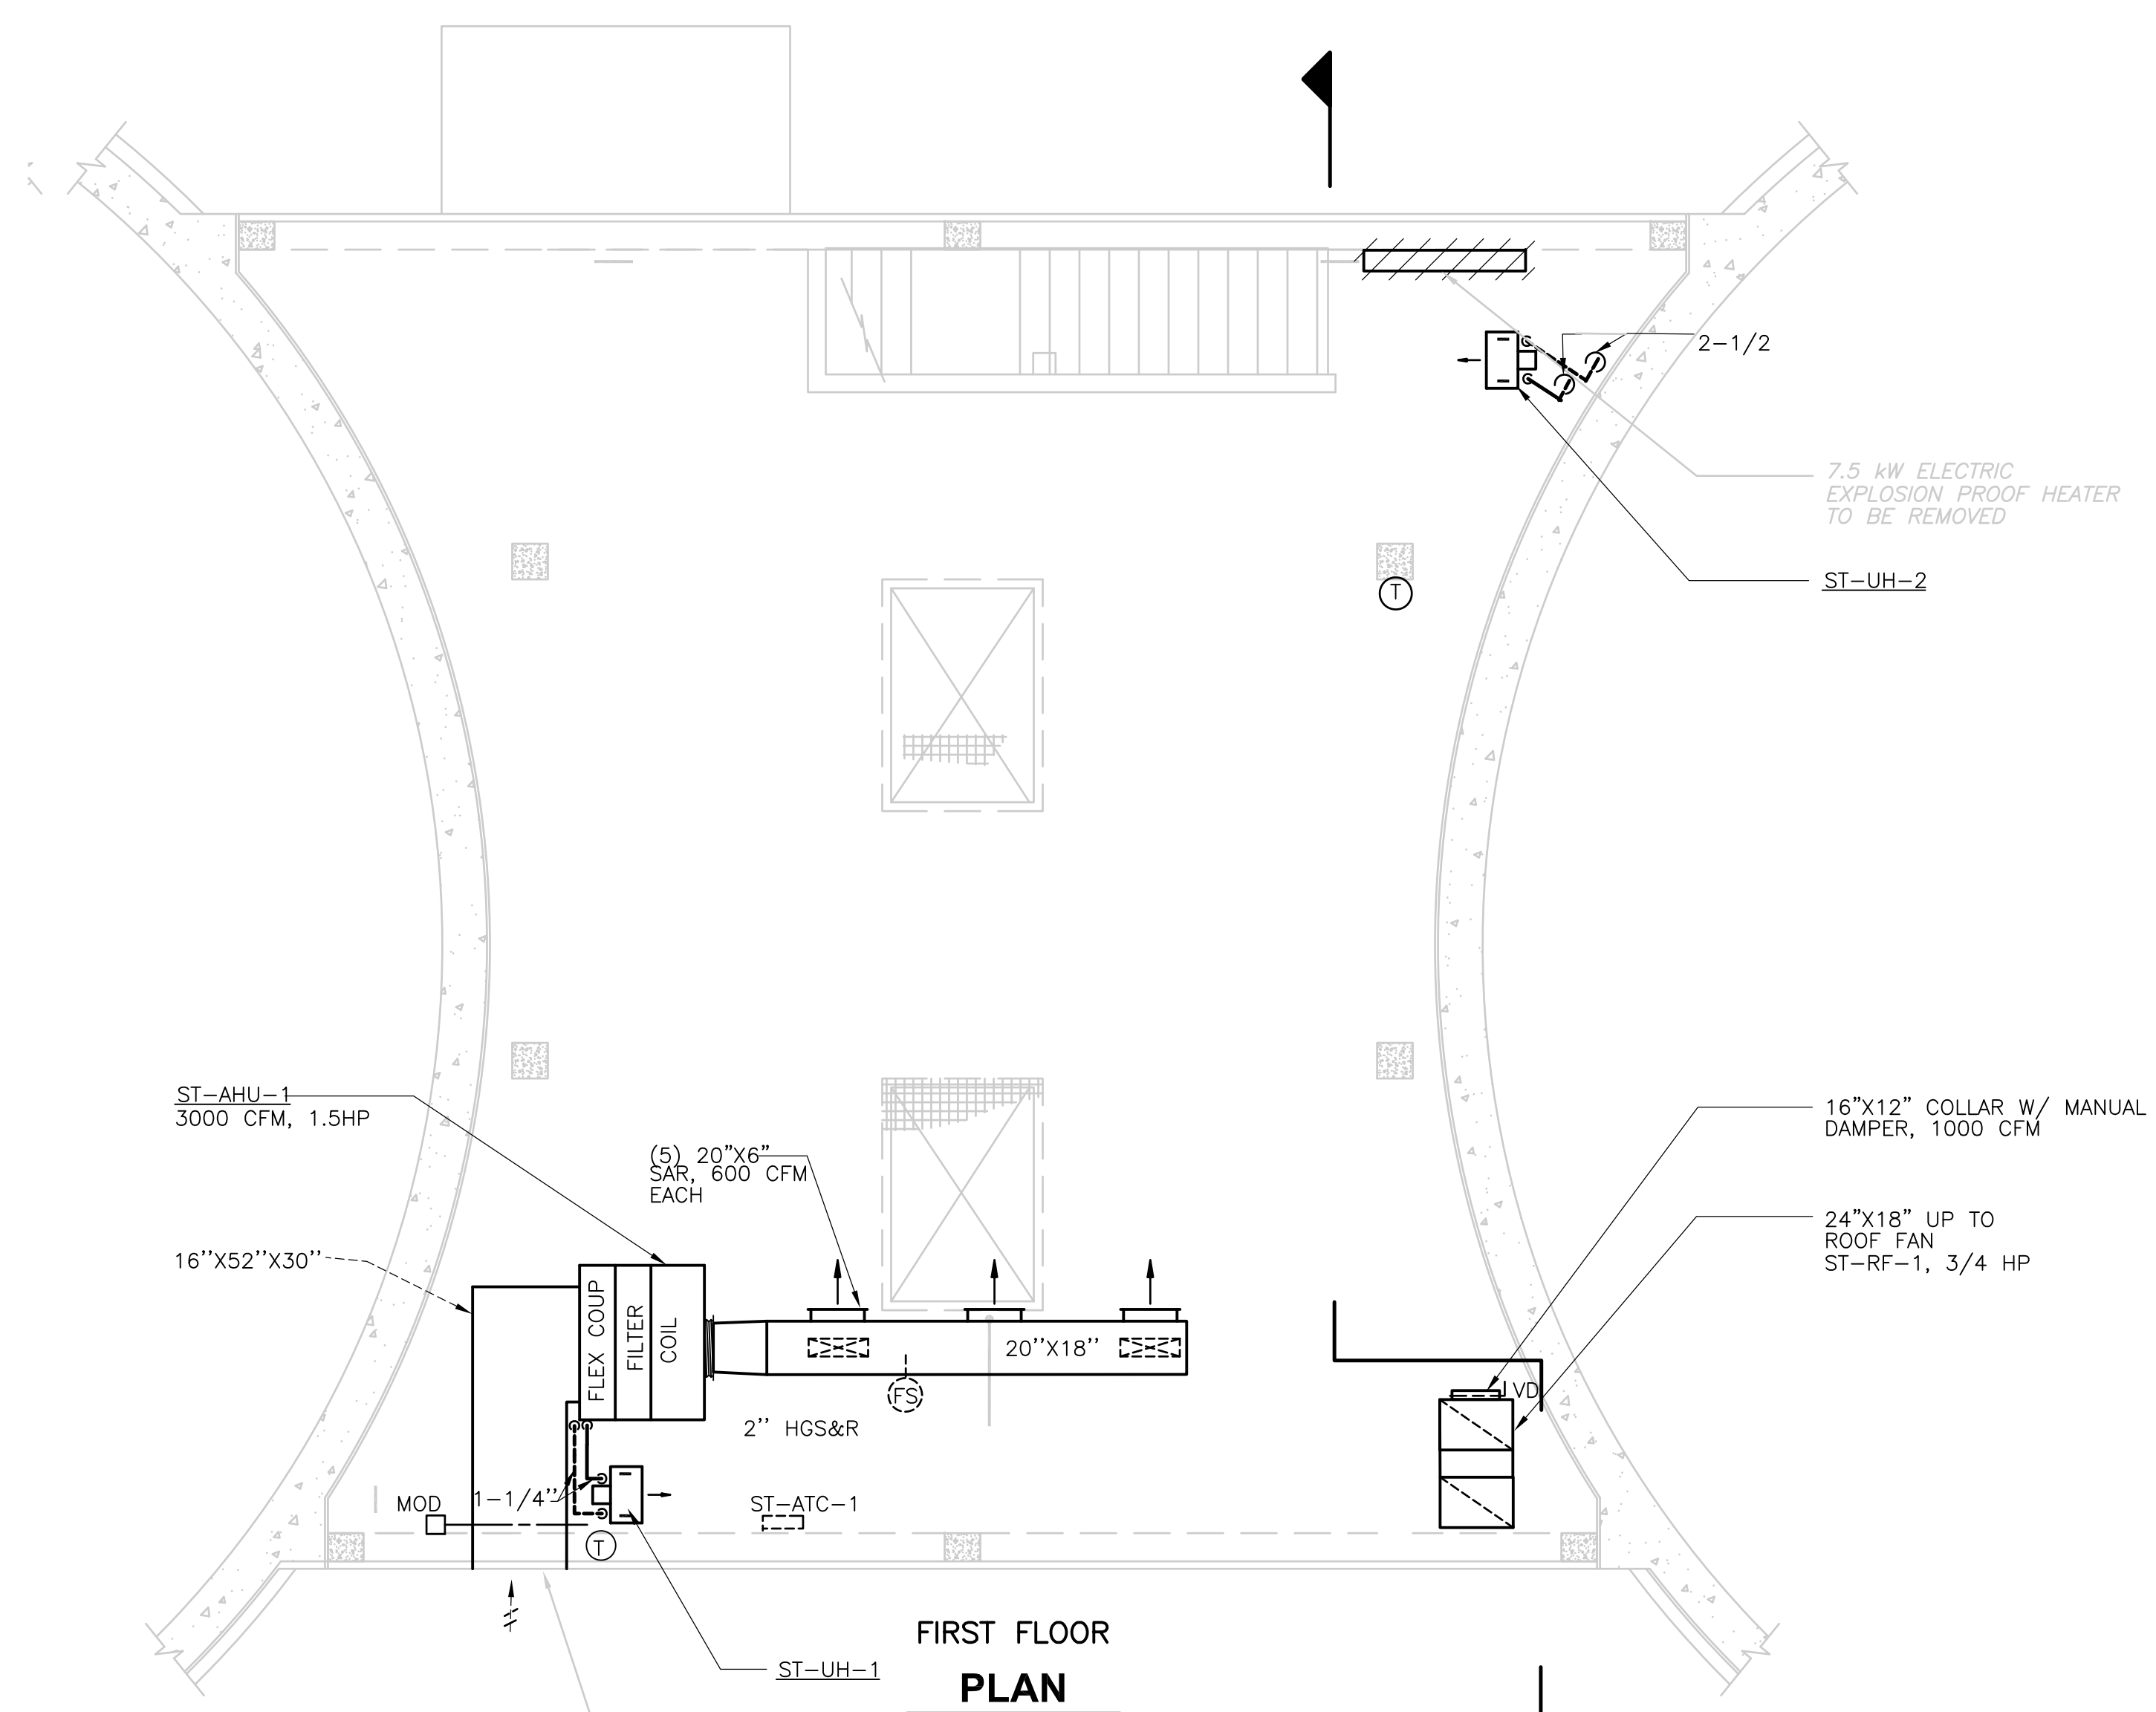 2-1/2
7.5 kW ELECTRIC
EXPLOSION PROOF HEATER
TO BE REMOVED
ST-UH-2
T
ST-AHU-1
3000 CFM, 1.5HP
(5) 20"X6"
SAR, 600 CFM
EACH
16"X12" COLLAR W/ MANUAL
DAMPER, 1000 CFM
24"X18" UP TO
ROOF FAN
ST-RF-1, 3/4 HP
16''X52''X30''
FLEX COUP
FILTER
COIL
20''X18''
FS
VD
2'' HGS&R
1-1/4''
MOD
ST-ATC-1
T
ST-UH-1
FIRST FLOOR
PLAN